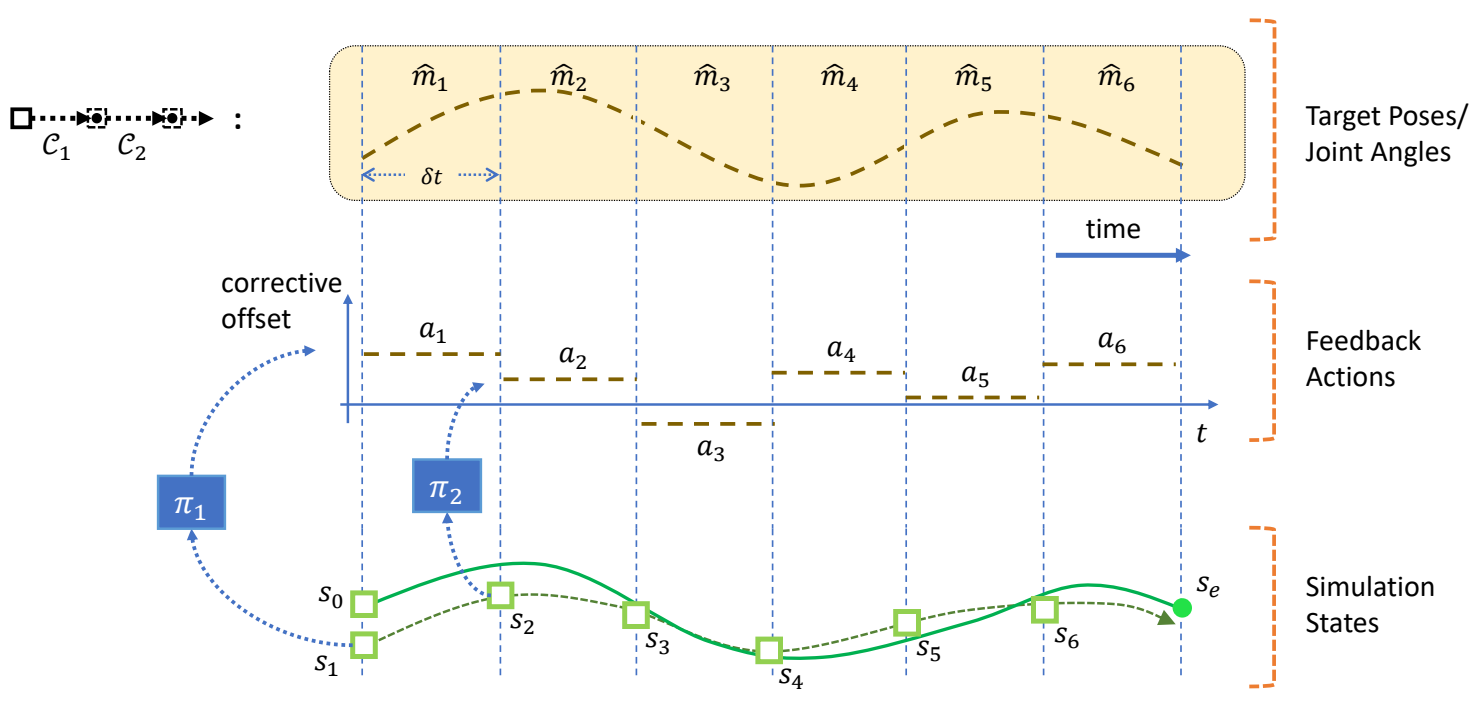 m̂₁ m̂₂ m̂₃ m̂₄ m̂₅ m̂₆
:
𝒞₁ 𝒞₂
δt
Target Poses/
Joint Angles
time
corrective
offset
a₁ a₂ a₃ a₄ a₅ a₆
t
Feedback
Actions
π₁ π₂
s₀ s₁ s₂ s₃ s₄ s₅ s₆ sₑ
Simulation
States